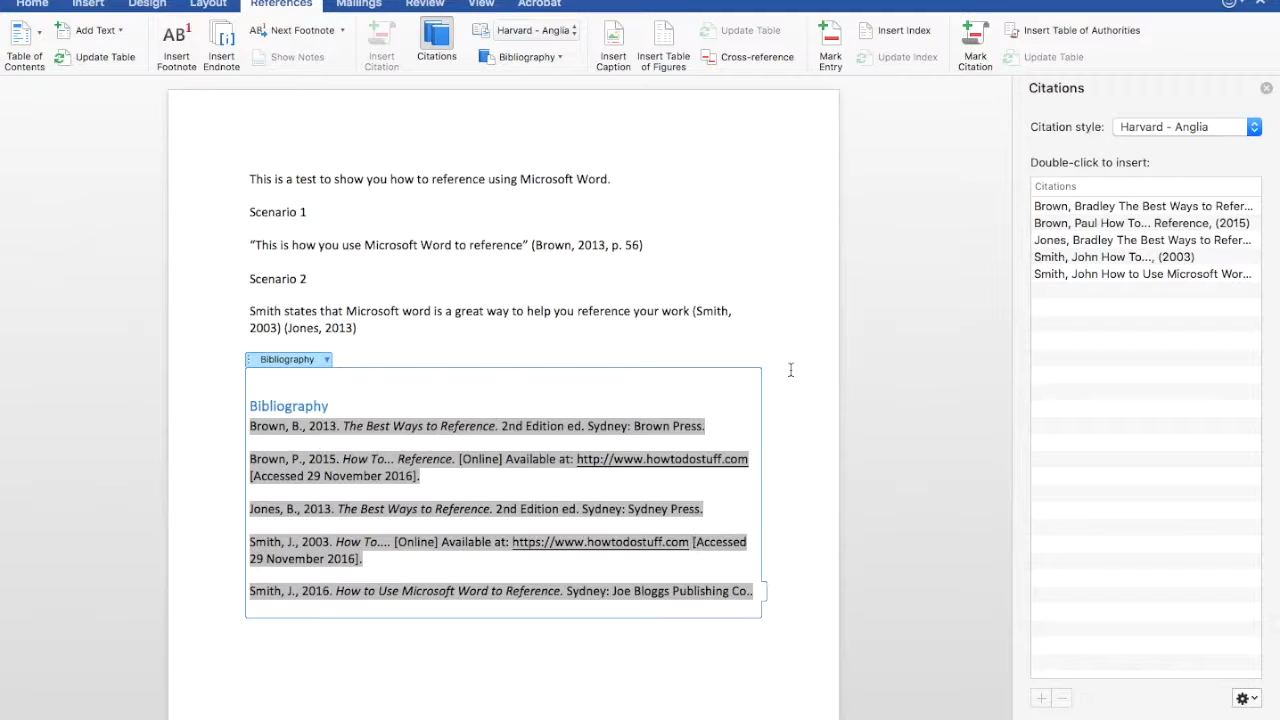 Home Insert Design Layout References Mailings Review View Acrobat
Table of Contents
Add Text
Update Table
AB1 Insert Footnote
Insert Endnote
AB1 Next Footnote
Show Notes
Insert Citation
Citations
Harvard - Anglia
Bibliography
Insert Caption
Insert Table of Figures
Update Table
Cross-reference
Mark Entry
Insert Index
Update Index
Mark Citation
Insert Table of Authorities
Update Table
This is a test to show you how to reference using Microsoft Word.
Scenario 1
“This is how you use Microsoft Word to reference” (Brown, 2013, p. 56)
Scenario 2
Smith states that Microsoft word is a great way to help you reference your work (Smith,
2003) (Jones, 2013)
Bibliography
Bibliography
Brown, B., 2013. The Best Ways to Reference. 2nd Edition ed. Sydney: Brown Press.
Brown, P., 2015. How To... Reference. [Online] Available at: http://www.howtodostuff.com
[Accessed 29 November 2016].
Jones, B., 2013. The Best Ways to Reference. 2nd Edition ed. Sydney: Sydney Press.
Smith, J., 2003. How To.... [Online] Available at: https://www.howtodostuff.com [Accessed
29 November 2016].
Smith, J., 2016. How to Use Microsoft Word to Reference. Sydney: Joe Bloggs Publishing Co..
Citations
Citation style: Harvard - Anglia
Double-click to insert:
Citations
Brown, Bradley The Best Ways to Refer...
Brown, Paul How To... Reference, (2015)
Jones, Bradley The Best Ways to Refer...
Smith, John How To..., (2003)
Smith, John How to Use Microsoft Wor...